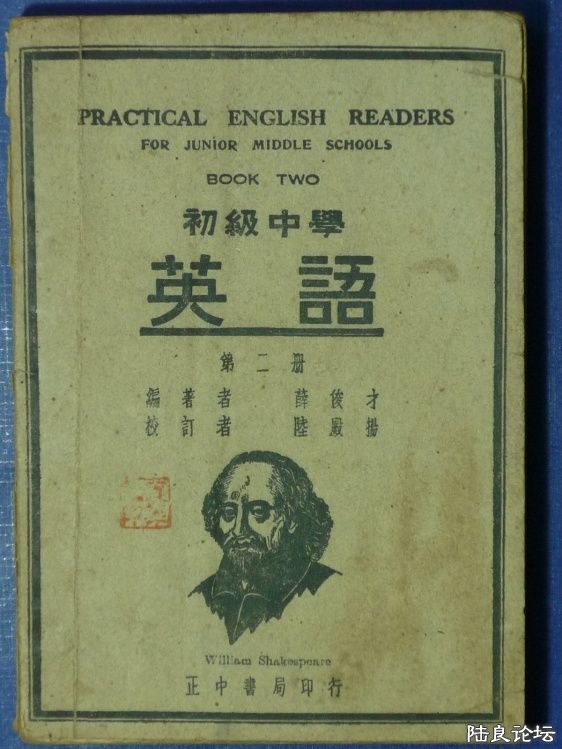 PRACTICAL ENGLISH READERS
FOR JUNIOR MIDDLE SCHOOLS
BOOK TWO
初級中學
英語
第二册
編著者 薛俊才
校訂者 陸殿揚
William Shakespeare
正中書局印行
陆良论坛